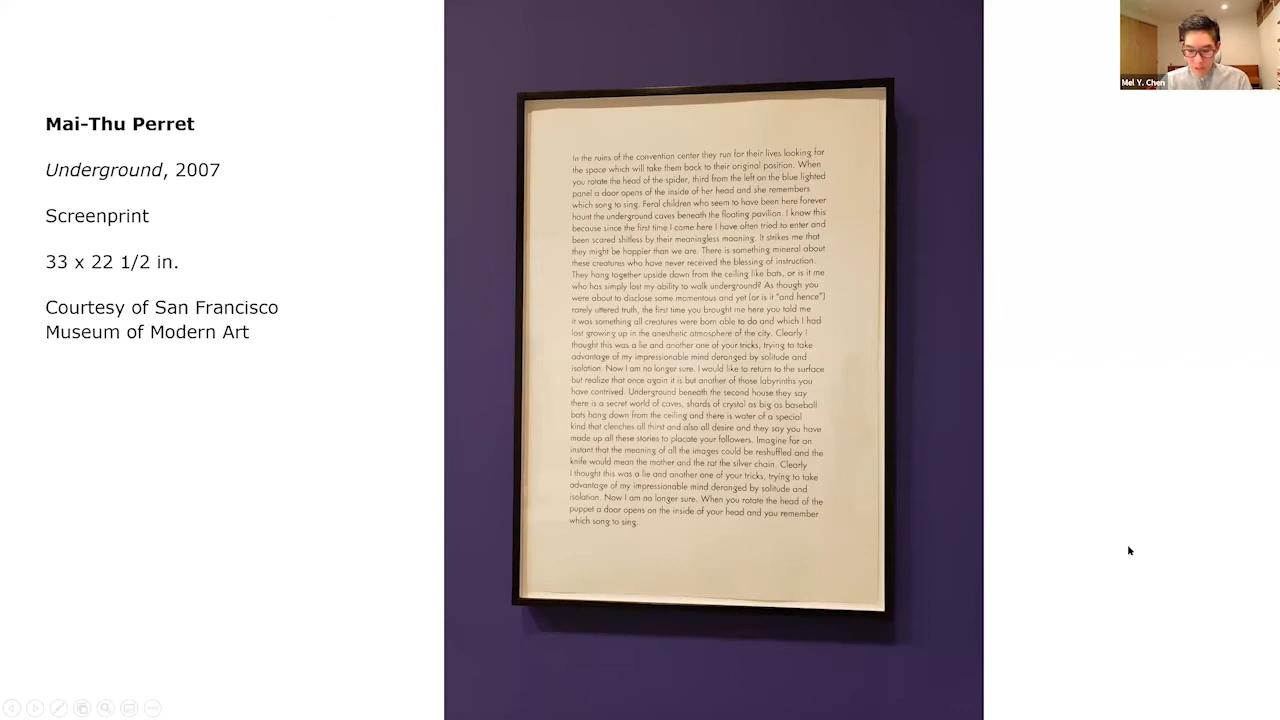 Mai-Thu Perret
Underground, 2007
Screenprint
33 x 22 1/2 in.
Courtesy of San Francisco
Museum of Modern Art
In the ruins of the convention center they run for their lives looking for
the space which will take them back to their original position. When
you rotate the head of the spider, third from the left on the blue lighted
panel a door opens of the inside of her head and she remembers
which song to sing. Feral children who seem to have been here forever
haunt the underground caves beneath the floating pavilion. I know this
because since the first time I came here I have often tried to enter and
been scared shitless by their meaningless moaning. It strikes me that
they might be happier than we are. There is something mineral about
these creatures who have never received the blessing of instruction.
They hang together upside down from the ceiling like bats, or is it me
who has simply lost my ability to walk underground? As though you
were about to disclose some momentous and yet (or is it "and hence")
rarely uttered truth, the first time you brought me here you told me
it was something all creatures were born able to do and which I had
lost growing up in the anesthetic atmosphere of the city. Clearly I
thought this was a lie and another one of your tricks, trying to take
advantage of my impressionable mind deranged by solitude and
isolation. Now I am no longer sure. I would like to return to the surface
but realize that once again it is but another of those labyrinths you
have contrived. Underground beneath the second house they say
there is a secret world of caves, shards of crystal as big as baseball
bats hang down from the ceiling and there is water of a special
kind that clenches all thirst and also all desire and they say you have
made up all these stories to placate your followers. Imagine for an
instant that the meaning of all the images could be reshuffled and the
knife would mean the mother and the rat the silver chain. Clearly
I thought this was a lie and another one of your tricks, trying to take
advantage of my impressionable mind deranged by solitude and
isolation. Now I am no longer sure. When you rotate the head of the
puppet a door opens on the inside of your head and you remember
which song to sing.
Mel Y. Chen